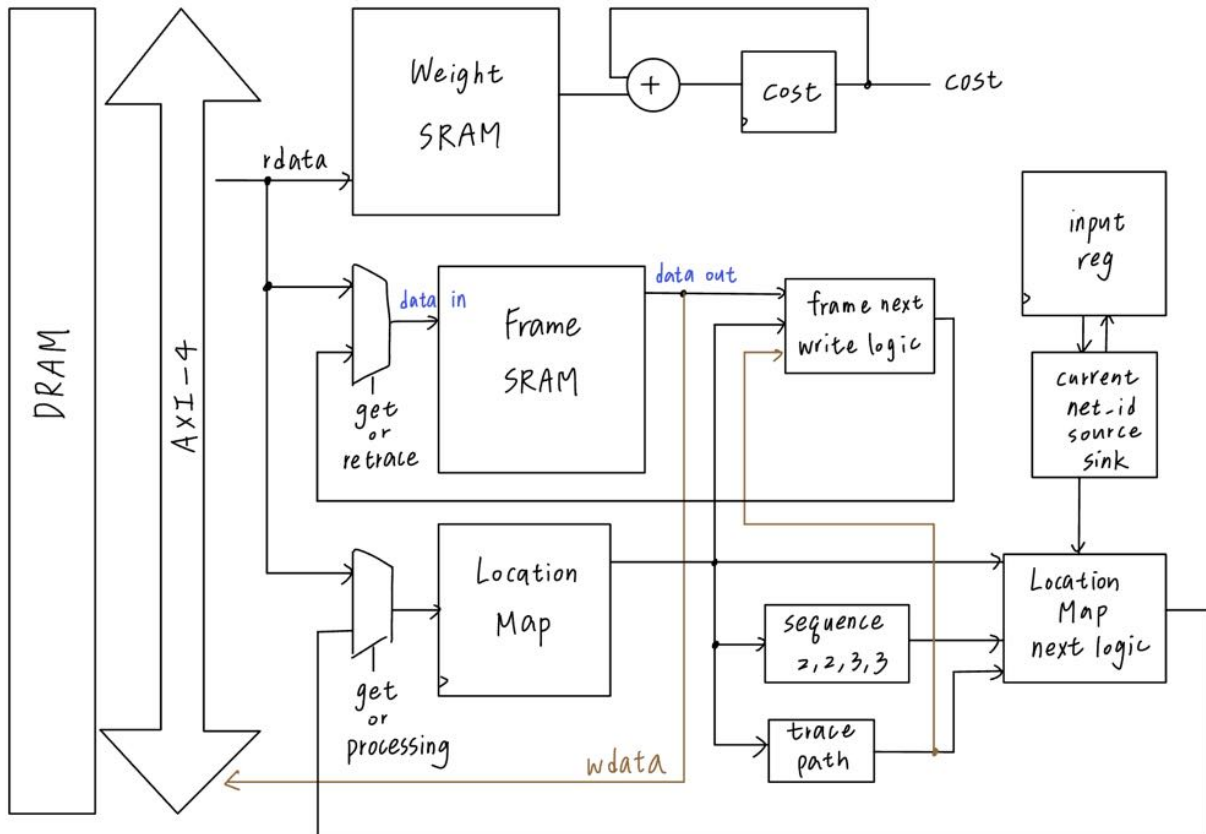 DRAM
AXI-4
rdata
Weight
SRAM
+
cost
cost
input
reg
data in
Frame
SRAM
data out
frame next
write logic
get
or
retrace
current
net_id
source
sink
Location
Map
get
or
processing
sequence
2,2,3,3
trace
path
Location
Map
next logic
wdata